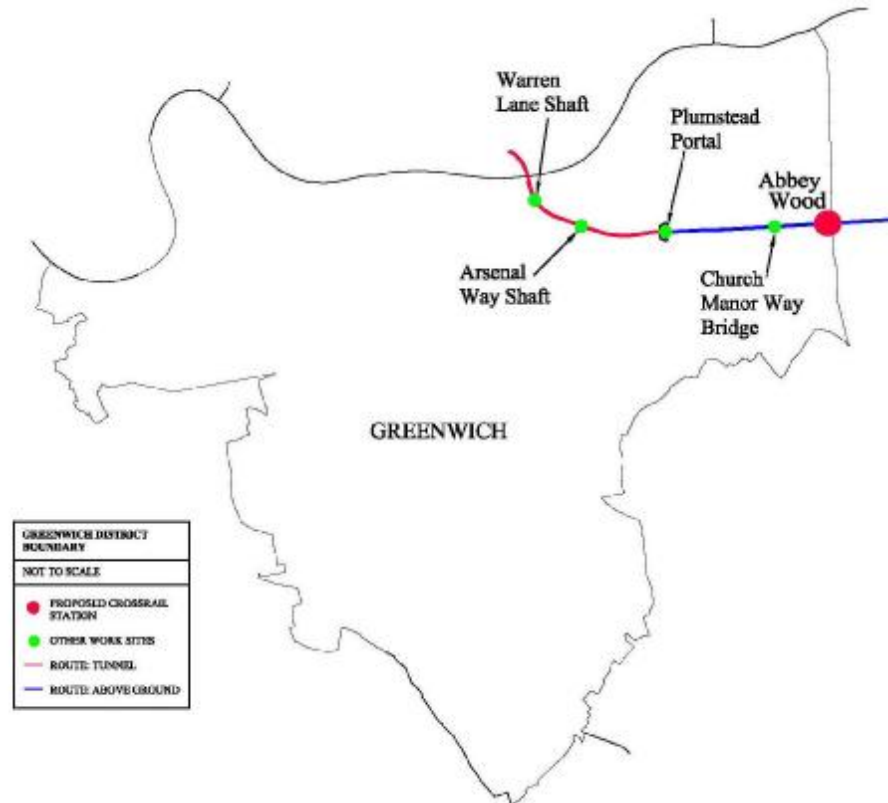 Warren
Lane Shaft
Plumstead
Portal
Abbey
Wood
Arsenal
Way Shaft
Church
Manor Way
Bridge
GREENWICH
GREENWICH DISTRICT
BOUNDARY
NOT TO SCALE
PROPOSED CROSSRAIL
STATION
OTHER WORK SITES
ROUTE: TUNNEL
ROUTE: ABOVE GROUND